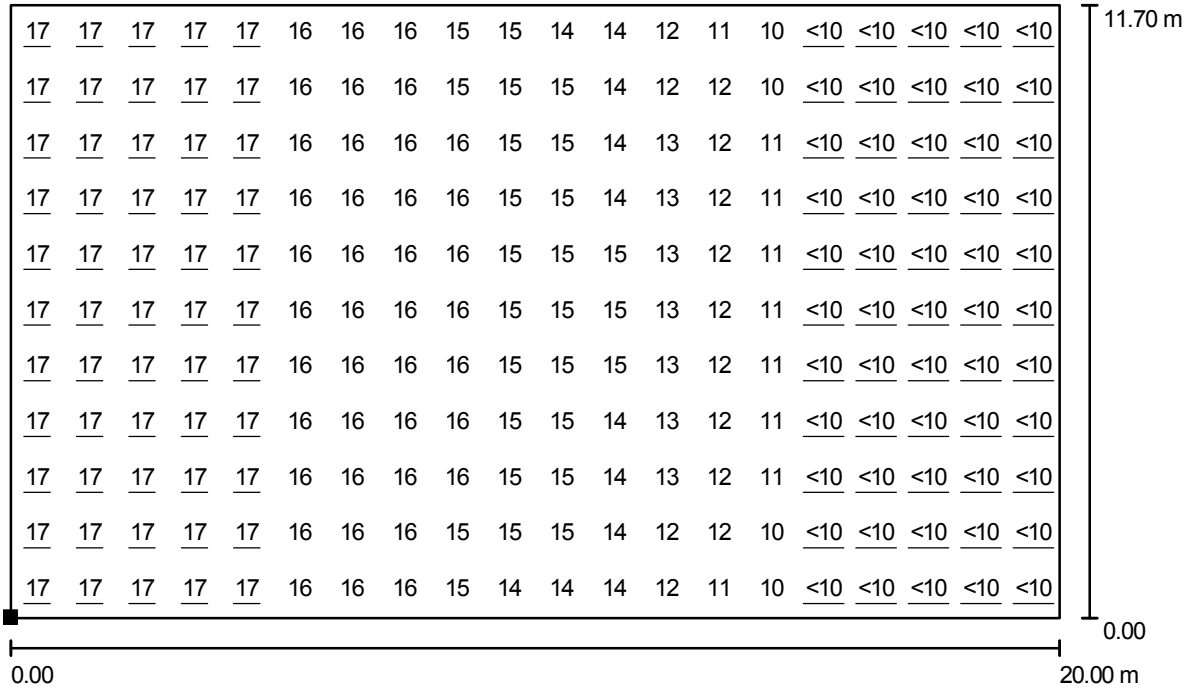 17 17 17 17 17 16 16 16 15 15 14 14 12 11 10 <10 <10 <10 <10 <10
11.70 m
17 17 17 17 17 16 16 16 15 15 15 14 12 12 10 <10 <10 <10 <10 <10
17 17 17 17 17 16 16 16 16 15 15 14 13 12 11 <10 <10 <10 <10 <10
17 17 17 17 17 16 16 16 16 15 15 14 13 12 11 <10 <10 <10 <10 <10
17 17 17 17 17 16 16 16 16 15 15 15 13 12 11 <10 <10 <10 <10 <10
17 17 17 17 17 16 16 16 16 15 15 15 13 12 11 <10 <10 <10 <10 <10
17 17 17 17 17 16 16 16 16 15 15 15 13 12 11 <10 <10 <10 <10 <10
17 17 17 17 17 16 16 16 16 15 15 14 13 12 11 <10 <10 <10 <10 <10
17 17 17 17 17 16 16 16 16 15 15 14 13 12 11 <10 <10 <10 <10 <10
17 17 17 17 17 16 16 16 15 15 15 14 12 12 10 <10 <10 <10 <10 <10
17 17 17 17 17 16 16 16 15 14 14 14 12 11 10 <10 <10 <10 <10 <10
0.00
0.00 20.00 m